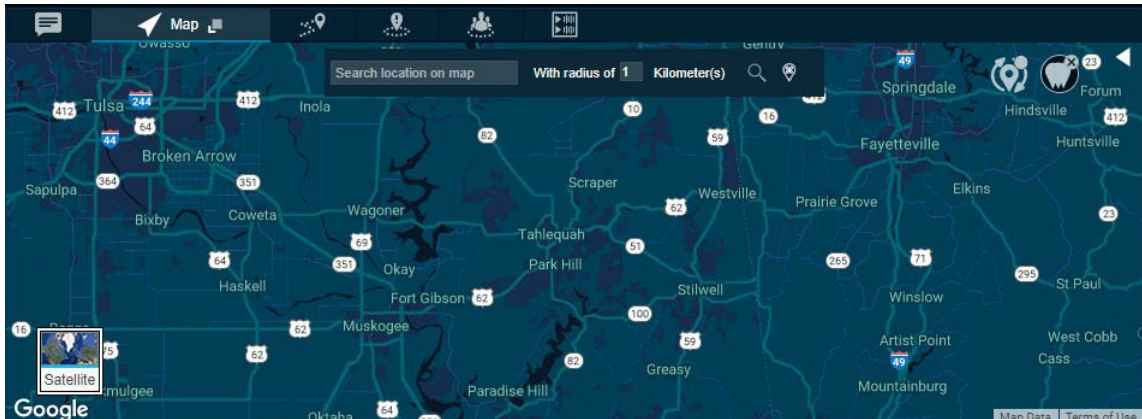 Map
Owasso
Gentry
49
23
Search location on map With radius of 1 Kilometer(s)
Springdale
Forum
412
Tulsa
244
412
Inola
10
412
Hindsville
412
64
44
82
59
16
Fayetteville
Huntsville
Broken Arrow
364
351
Scraper
Sapulpa
Westville
Elkins
Bixby
Coweta
Wagoner
62
Prairie Grove
23
Tahlequah
69
51
64
351
Okay
Park Hill
265
71
295
Haskell
Stilwell
St Paul
Fort Gibson
62
Winslow
100
16
62
Muskogee
59
Artist Point
West Cobb
75
62
82
49
Cass
Greasy
Satellite
Paradise Hill
Mountainburg
Google
Oktaha
64
Map Data
Terms of Use